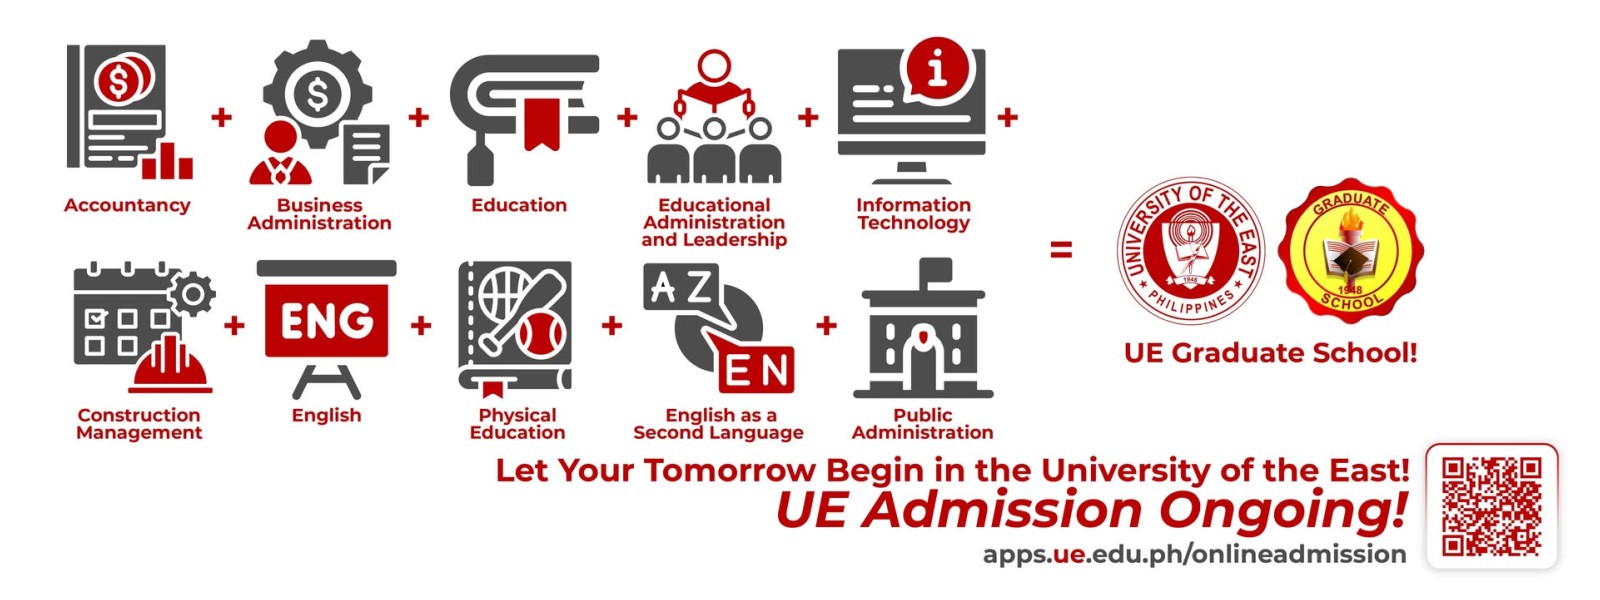 Accountancy
Business
Administration
Education
Educational
Administration
and Leadership
i
Information
Technology
Construction
Management
ENG
English
Physical
Education
A Z
E N
English as a
Second Language
Public
Administration
=
UNIVERSITY OF THE EAST
1946
PHILIPPINES
GRADUATE
1948
SCHOOL
UE Graduate School!
Let Your Tomorrow Begin in the University of the East!
UE Admission Ongoing!
apps.ue.edu.ph/onlineadmission